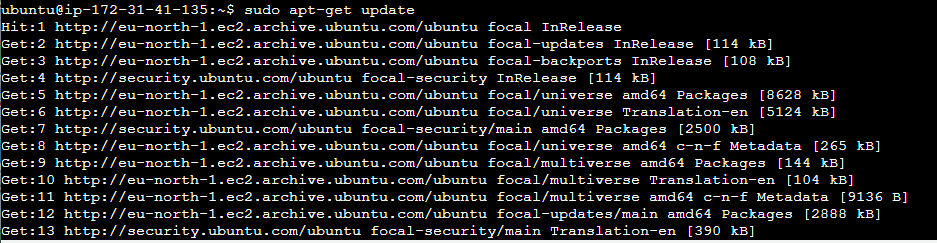 ubuntu@ip-172-31-41-135:~$ sudo apt-get update
Hit:1 http://eu-north-1.ec2.archive.ubuntu.com/ubuntu focal InRelease
Get:2 http://eu-north-1.ec2.archive.ubuntu.com/ubuntu focal-updates InRelease [114 kB]
Get:3 http://eu-north-1.ec2.archive.ubuntu.com/ubuntu focal-backports InRelease [108 kB]
Get:4 http://security.ubuntu.com/ubuntu focal-security InRelease [114 kB]
Get:5 http://eu-north-1.ec2.archive.ubuntu.com/ubuntu focal/universe amd64 Packages [8628 kB]
Get:6 http://eu-north-1.ec2.archive.ubuntu.com/ubuntu focal/universe Translation-en [5124 kB]
Get:7 http://security.ubuntu.com/ubuntu focal-security/main amd64 Packages [2500 kB]
Get:8 http://eu-north-1.ec2.archive.ubuntu.com/ubuntu focal/universe amd64 c-n-f Metadata [265 kB]
Get:9 http://eu-north-1.ec2.archive.ubuntu.com/ubuntu focal/multiverse amd64 Packages [144 kB]
Get:10 http://eu-north-1.ec2.archive.ubuntu.com/ubuntu focal/multiverse Translation-en [104 kB]
Get:11 http://eu-north-1.ec2.archive.ubuntu.com/ubuntu focal/multiverse amd64 c-n-f Metadata [9136 B]
Get:12 http://eu-north-1.ec2.archive.ubuntu.com/ubuntu focal-updates/main amd64 Packages [2888 kB]
Get:13 http://security.ubuntu.com/ubuntu focal-security/main Translation-en [390 kB]